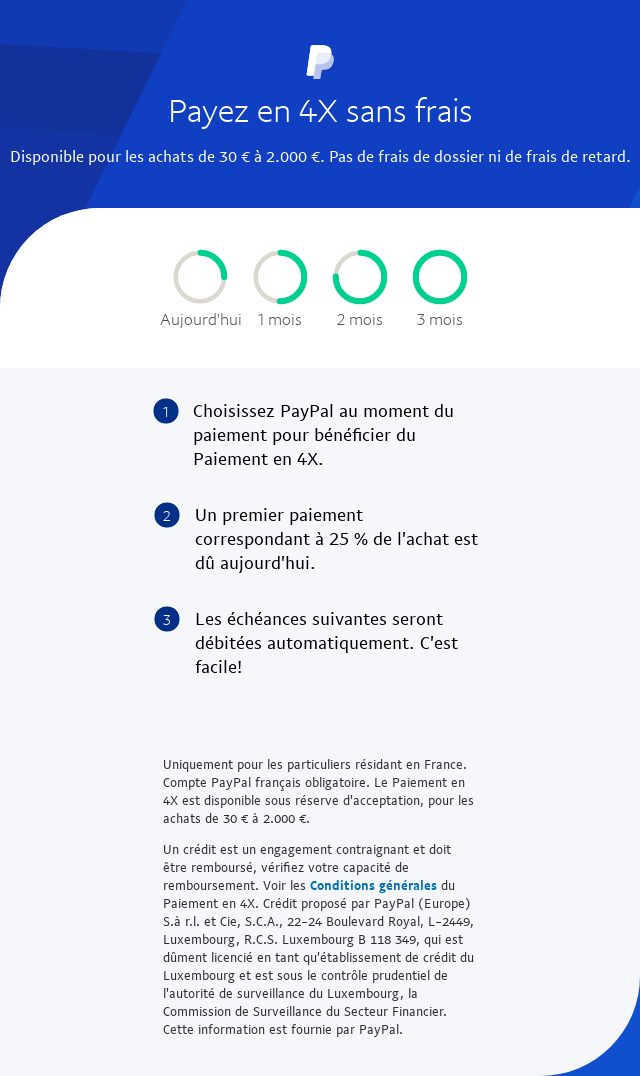 Payez en 4X sans frais
Disponible pour les achats de 30 € à 2.000 €. Pas de frais de dossier ni de frais de retard.
Aujourd'hui 1 mois 2 mois 3 mois
1 Choisissez PayPal au moment du
paiement pour bénéficier du
Paiement en 4X.
2 Un premier paiement
correspondant à 25 % de l'achat est
dû aujourd'hui.
3 Les échéances suivantes seront
débitées automatiquement. C'est
facile!
Uniquement pour les particuliers résidant en France.
Compte PayPal français obligatoire. Le Paiement en
4X est disponible sous réserve d'acceptation, pour les
achats de 30 € à 2.000 €.
Un crédit est un engagement contraignant et doit
être remboursé, vérifiez votre capacité de
remboursement. Voir les Conditions générales du
Paiement en 4X. Crédit proposé par PayPal (Europe)
S.à r.l. et Cie, S.C.A., 22-24 Boulevard Royal, L-2449,
Luxembourg, R.C.S. Luxembourg B 118 349, qui est
dûment licencié en tant qu'établissement de crédit du
Luxembourg et est sous le contrôle prudentiel de
l'autorité de surveillance du Luxembourg, la
Commission de Surveillance du Secteur Financier.
Cette information est fournie par PayPal.